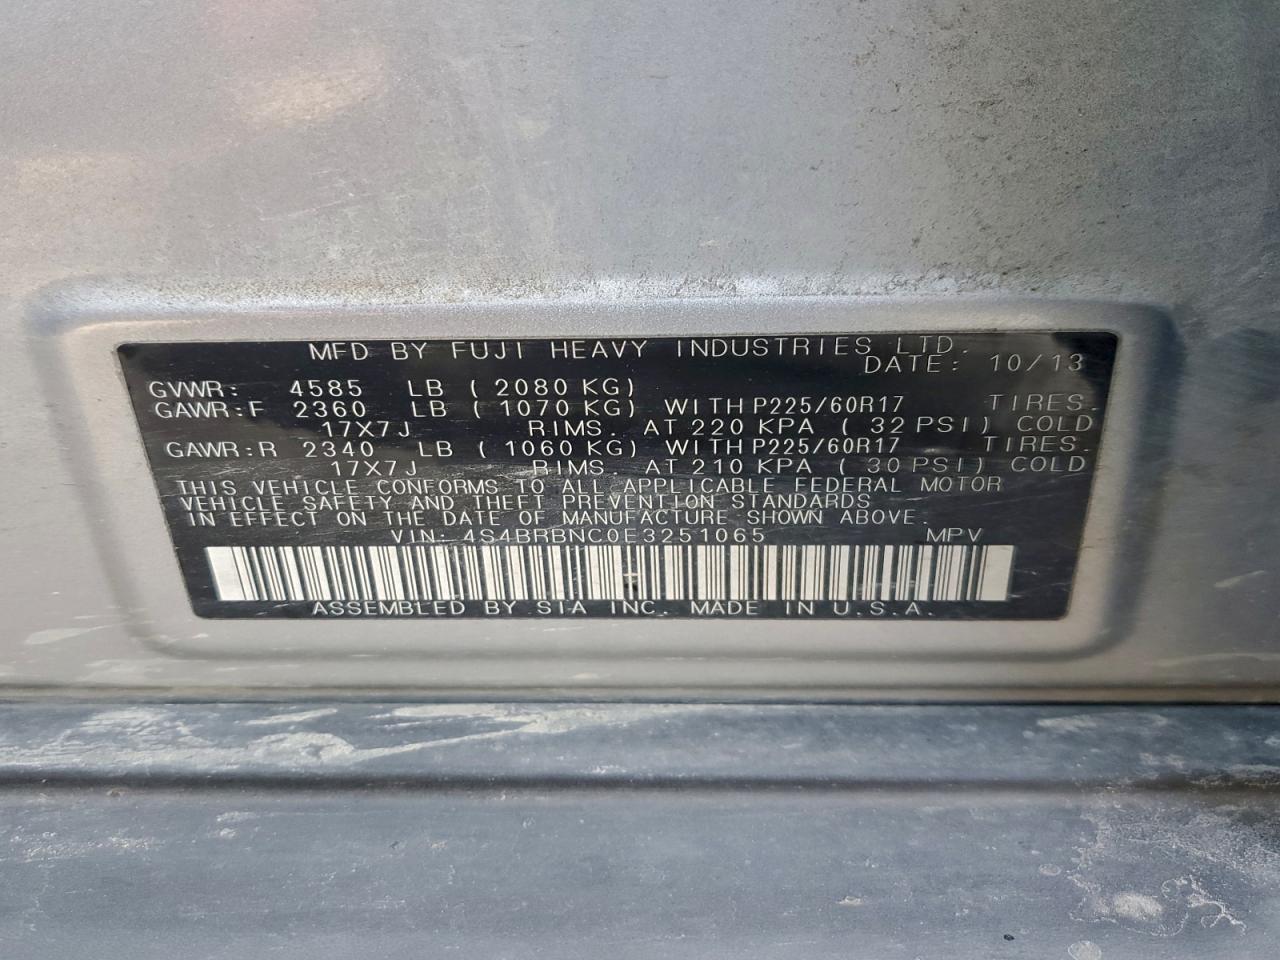 MFD BY FUJI HEAVY INDUSTRIES LTD.
DATE: 10/13
GVWR: 4585 LB ( 2080 KG)
GAWR:F 2360 LB ( 1070 KG) WITH P225/60R17 TIRES.
17X7J RIMS. AT 220 KPA ( 32 PSI) COLD
GAWR:R 2340 LB ( 1060 KG) WITH P225/60R17 TIRES.
17X7J RIMS. AT 210 KPA ( 30 PSI) COLD
THIS VEHICLE CONFORMS TO ALL APPLICABLE FEDERAL MOTOR
VEHICLE SAFETY AND THEFT PREVENTION STANDARDS
IN EFFECT ON THE DATE OF MANUFACTURE SHOWN ABOVE.
VIN: 4S4BRBNC0E3251065 MPV
ASSEMBLED BY SIA INC. MADE IN U.S.A.